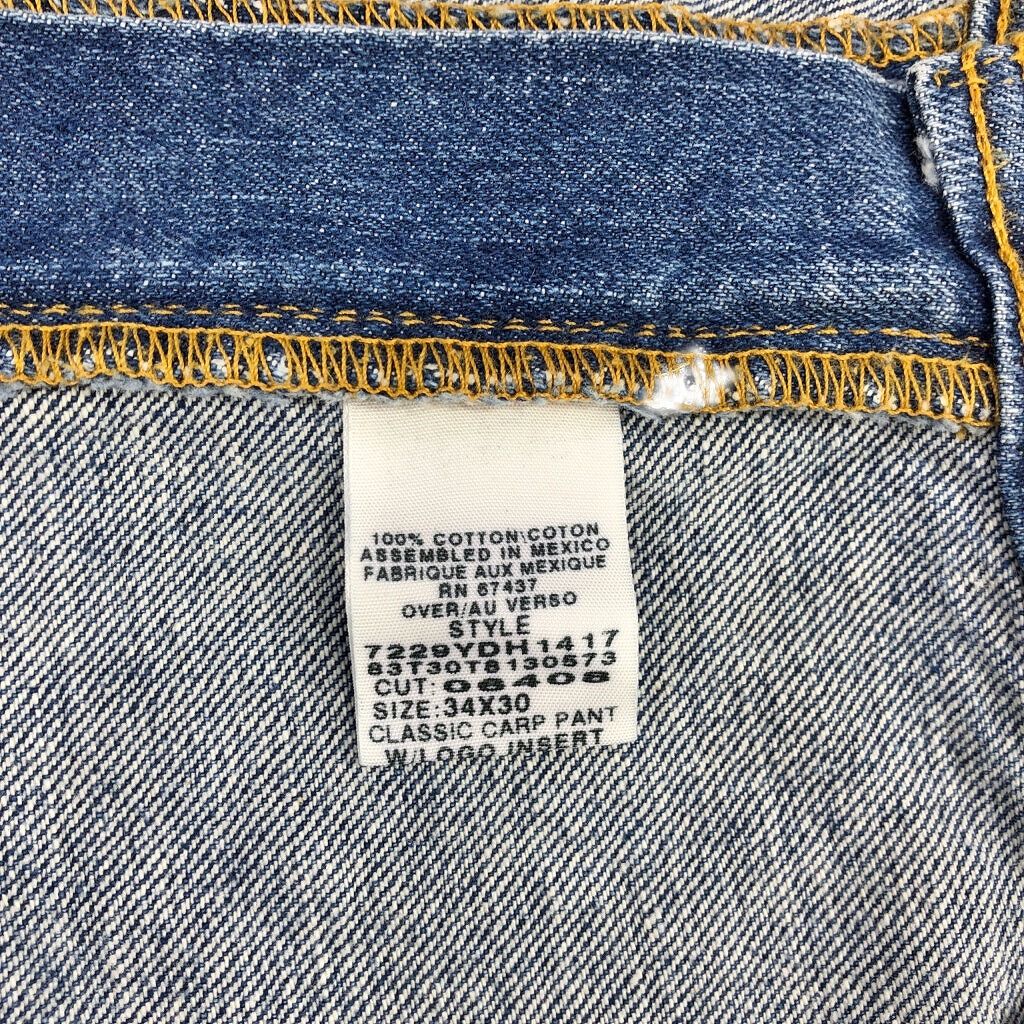 100% COTTON\COTON
ASSEMBLED IN MEXICO
FABRIQUE AUX MEXIQUE
RN 67437
OVER/AU VERSO
STYLE
7229YDH1417
83T30T8130573
CUT: 06406
SIZE: 34X30
CLASSIC CARP PANT
W/LOGO INSERT